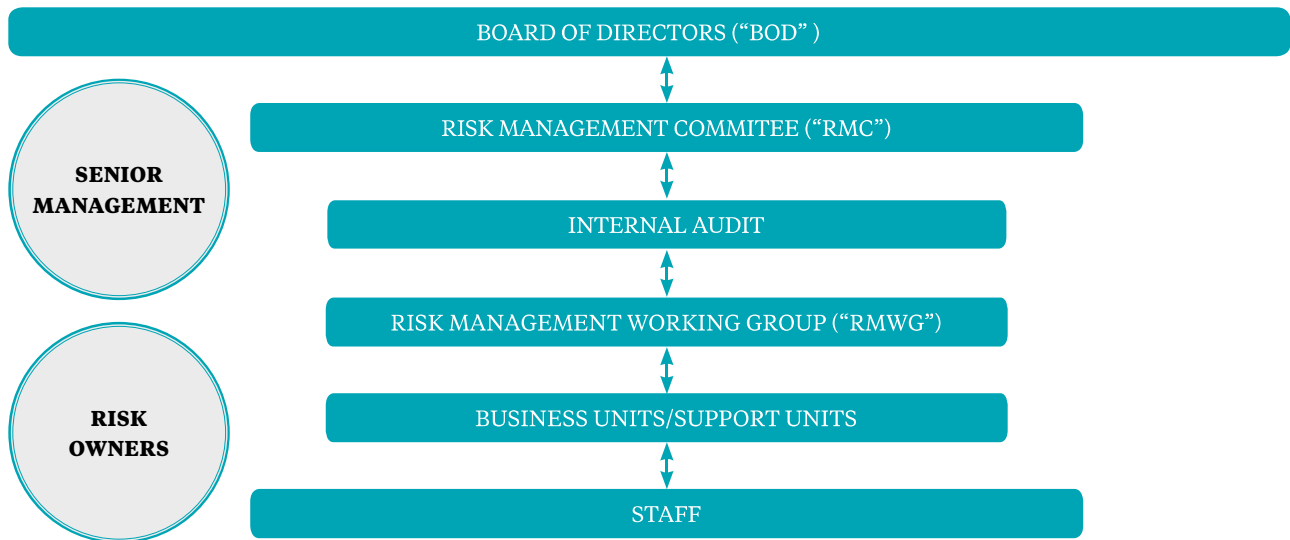 BOARD OF DIRECTORS (“BOD” )
RISK MANAGEMENT COMMITEE (“RMC”)
SENIOR
MANAGEMENT
INTERNAL AUDIT
RISK MANAGEMENT WORKING GROUP (“RMWG”)
BUSINESS UNITS/SUPPORT UNITS
RISK
OWNERS
STAFF